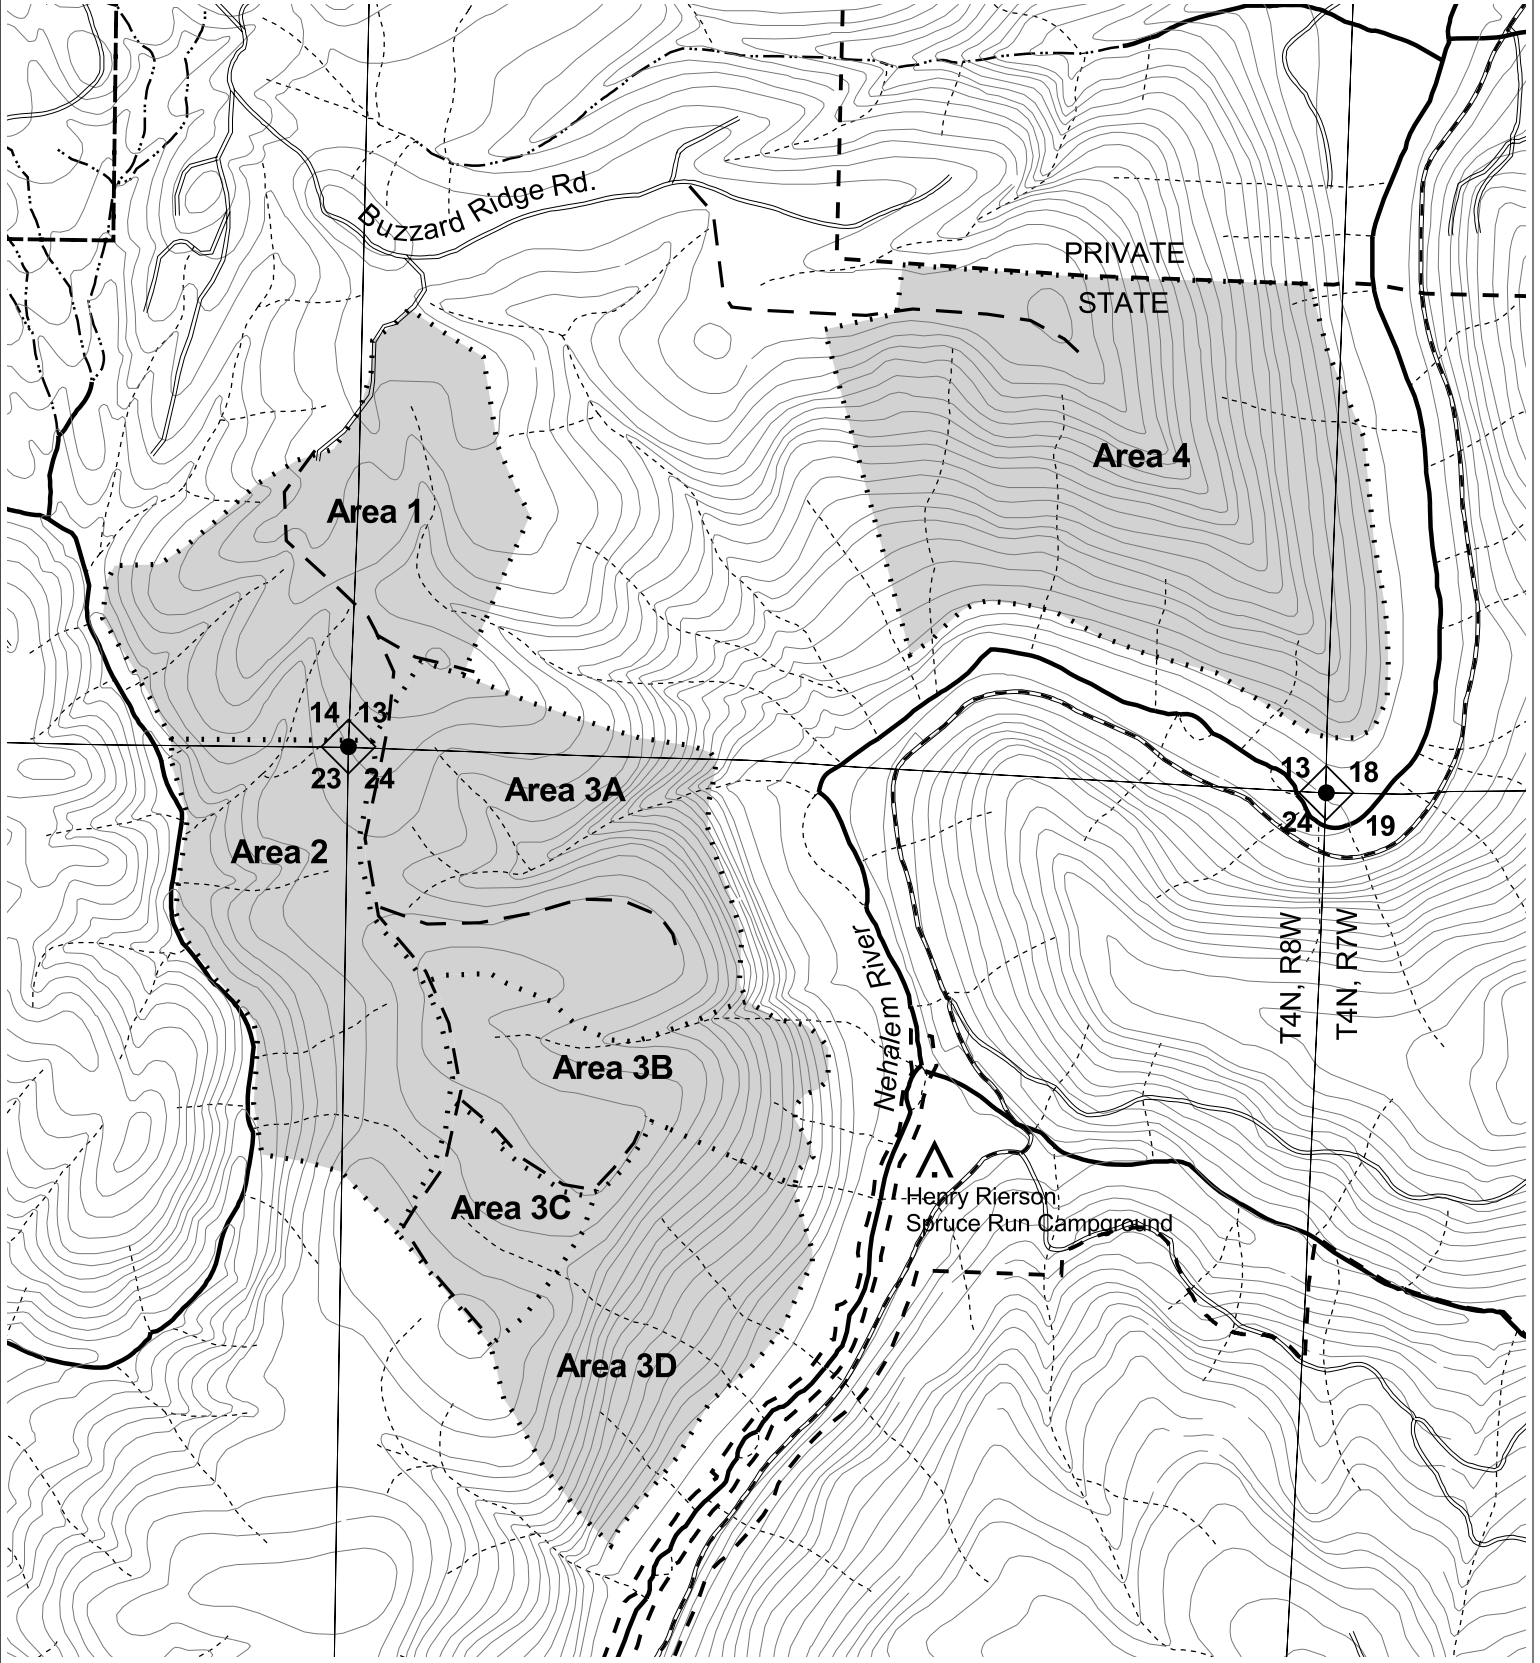 Buzzard Ridge Rd.
PRIVATE
STATE
Area 4
Area 1
14 13
23 24
Area 3A
13 18
24 19
Area 2
T4N, R8W
T4N, R7W
Nehalem River
Area 3B
Henry Rierson
Spruce Run Campground
Area 3C
Area 3D